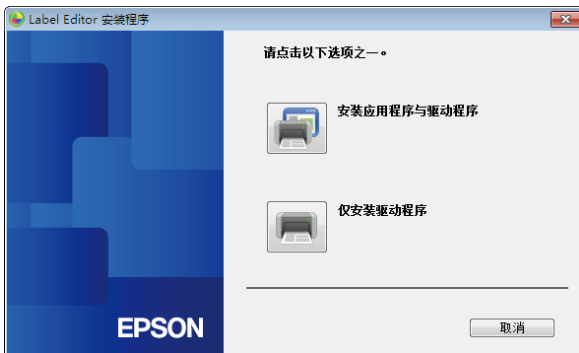 Label Editor 安装程序
请点击以下选项之一。
安装应用程序与驱动程序
仅安装驱动程序
EPSON
取消